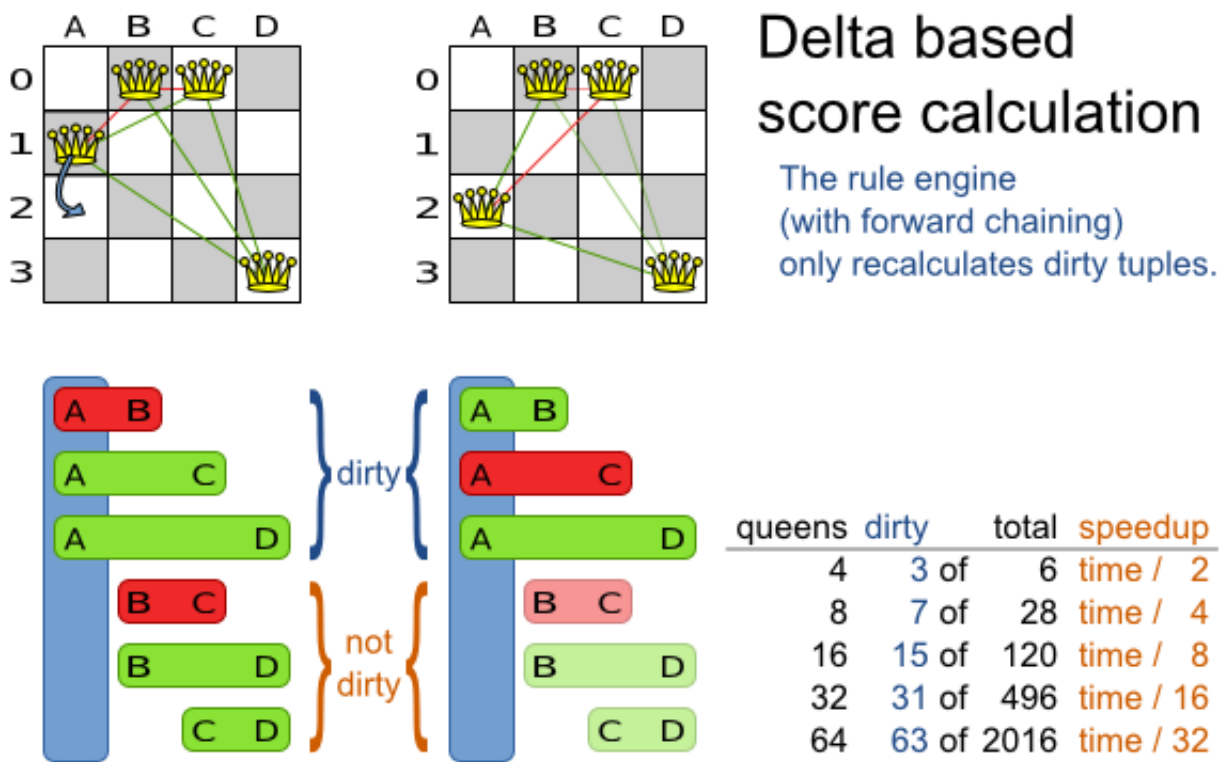 A B C D
0
1
2
3
A B C D
0
1
2
3
Delta based
score calculation
The rule engine
(with forward chaining)
only recalculates dirty tuples.
A B
A C
A D
B C
B D
C D
dirty
not
dirty
A B
A C
A D
B C
B D
C D
queens dirty total speedup
4 3 of 6 time / 2
8 7 of 28 time / 4
16 15 of 120 time / 8
32 31 of 496 time / 16
64 63 of 2016 time / 32